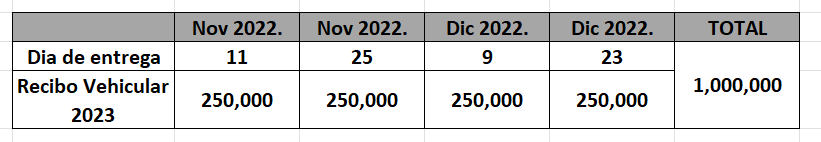 Nov 2022. Nov 2022. Dic 2022. Dic 2022. TOTAL
Dia de entrega 11 25 9 23
Recibo Vehicular 2023 250,000 250,000 250,000 250,000 1,000,000